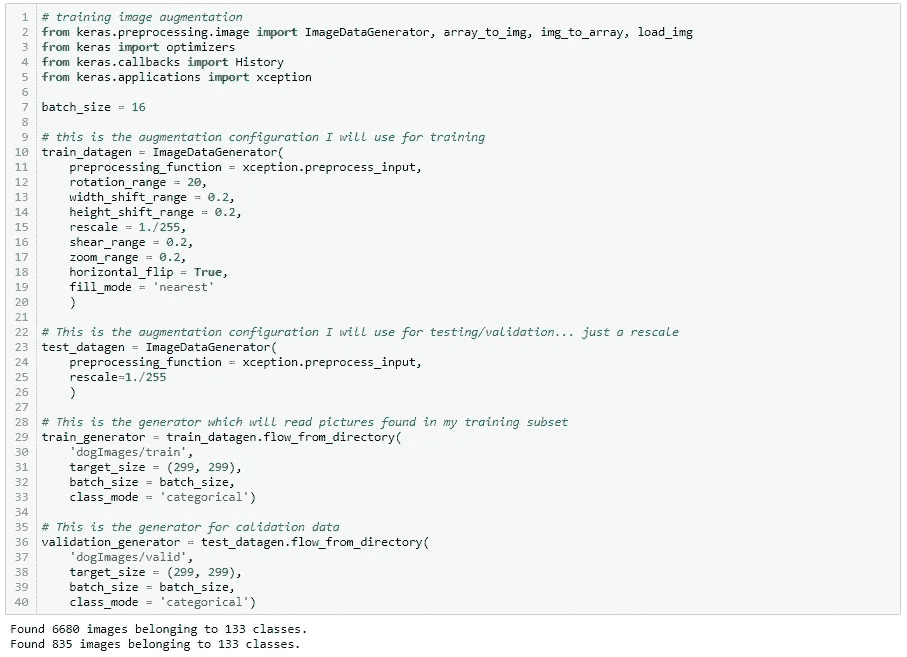 1 # training image augmentation
2 from keras.preprocessing.image import ImageDataGenerator, array_to_img, img_to_array, load_img
3 from keras import optimizers
4 from keras.callbacks import History
5 from keras.applications import xception
6
7 batch_size = 16
8
9 # this is the augmentation configuration I will use for training
10 train_datagen = ImageDataGenerator(
11     preprocessing_function = xception.preprocess_input,
12     rotation_range = 20,
13     width_shift_range = 0.2,
14     height_shift_range = 0.2,
15     rescale = 1./255,
16     shear_range = 0.2,
17     zoom_range = 0.2,
18     horizontal_flip = True,
19     fill_mode = 'nearest'
20     )
21
22 # This is the augmentation configuration I will use for testing/validation... just a rescale
23 test_datagen = ImageDataGenerator(
24     preprocessing_function = xception.preprocess_input,
25     rescale=1./255
26     )
27
28 # This is the generator which will read pictures found in my training subset
29 train_generator = train_datagen.flow_from_directory(
30     'dogImages/train',
31     target_size = (299, 299),
32     batch_size = batch_size,
33     class_mode = 'categorical')
34
35 # This is the generator for calidation data
36 validation_generator = test_datagen.flow_from_directory(
37     'dogImages/valid',
38     target_size = (299, 299),
39     batch_size = batch_size,
40     class_mode = 'categorical')
Found 6680 images belonging to 133 classes.
Found 835 images belonging to 133 classes.